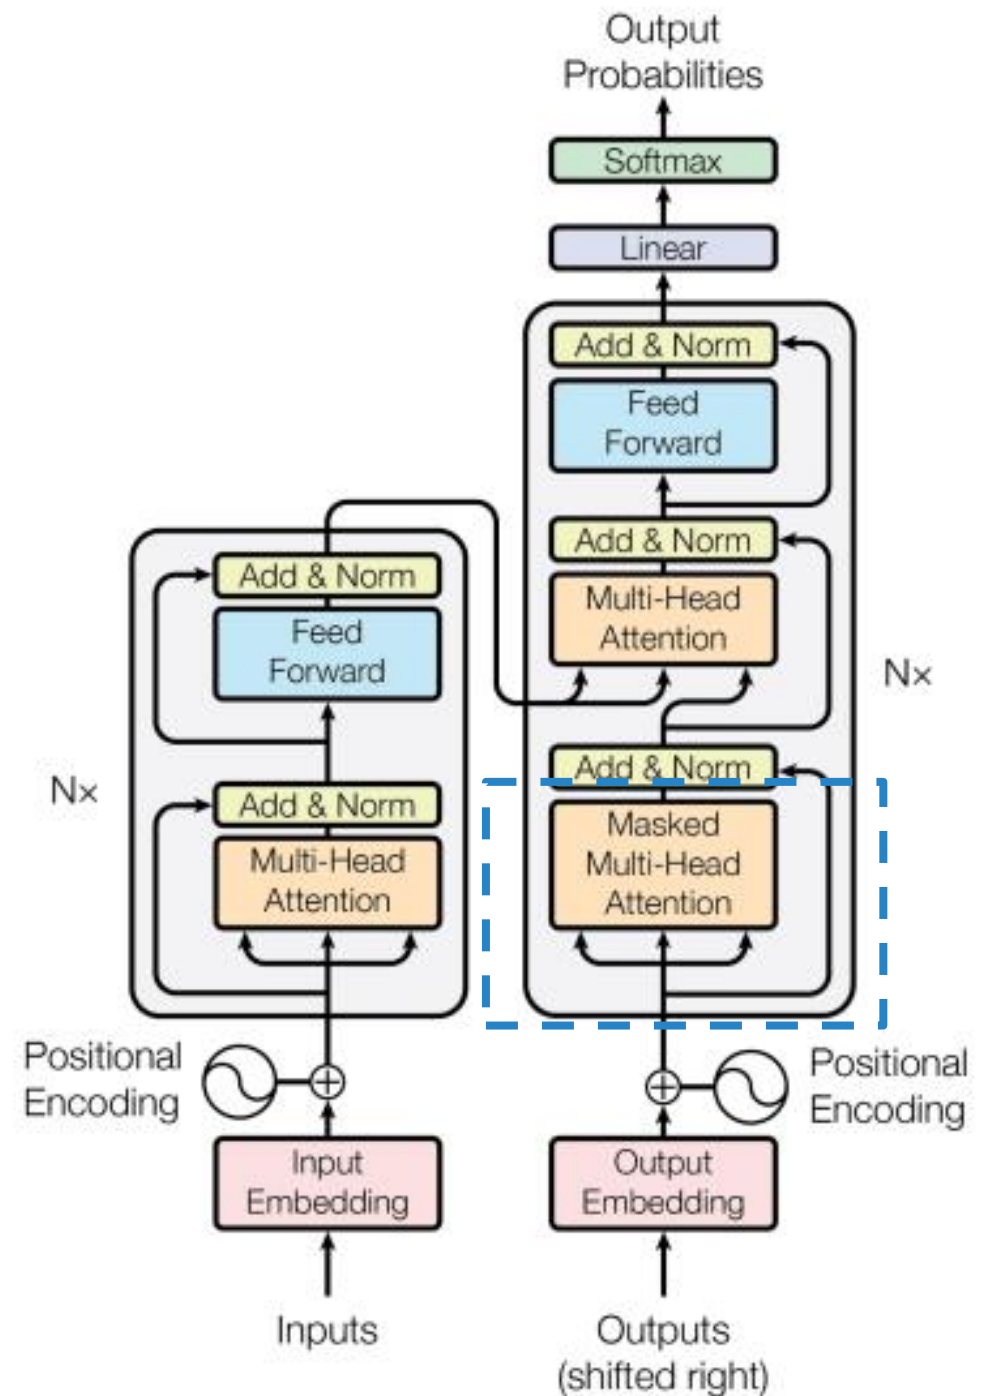 Output
Probabilities
Softmax
Linear
Add & Norm
Feed
Forward
Add & Norm
Multi-Head
Attention
Nx
Add & Norm
Masked
Multi-Head
Attention
Add & Norm
Feed
Forward
Nx
Add & Norm
Multi-Head
Attention
Positional
Encoding
Positional
Encoding
Input
Embedding
Output
Embedding
Inputs
Outputs
(shifted right)